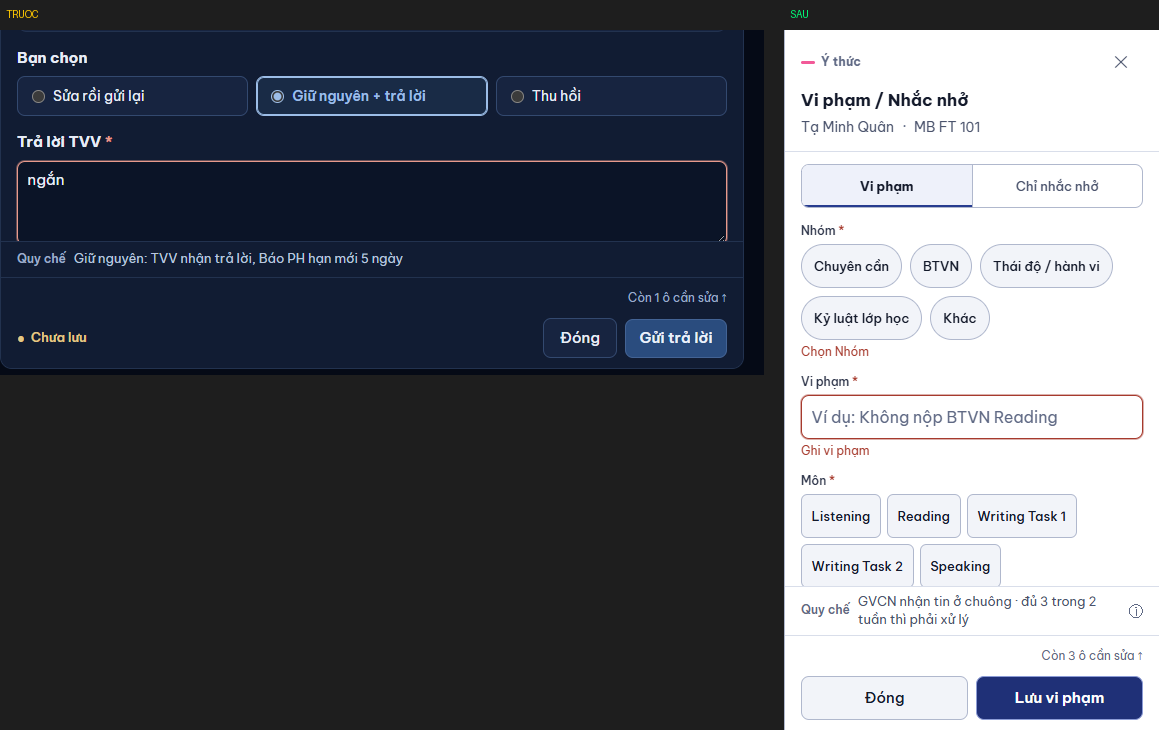 TRUOC
Bạn chọn
Sửa rồi gửi lại
Giữ nguyên + trả lời
Thu hồi
Trả lời TVV *
ngắn
Quy chế Giữ nguyên: TVV nhận trả lời, Báo PH hạn mới 5 ngày
Còn 1 ô cần sửa ↑
Chưa lưu
Đóng
Gửi trả lời
SAU
Ý thức
Vi phạm / Nhắc nhở
Tạ Minh Quân · MB FT 101
Vi phạm
Chỉ nhắc nhở
Nhóm *
Chuyên cần
BTVN
Thái độ / hành vi
Kỷ luật lớp học
Khác
Chọn Nhóm
Vi phạm *
Ví dụ: Không nộp BTVN Reading
Ghi vi phạm
Môn *
Listening
Reading
Writing Task 1
Writing Task 2
Speaking
Quy chế
GVCN nhận tin ở chuông · đủ 3 trong 2
tuần thì phải xử lý
Còn 3 ô cần sửa ↑
Đóng
Lưu vi phạm